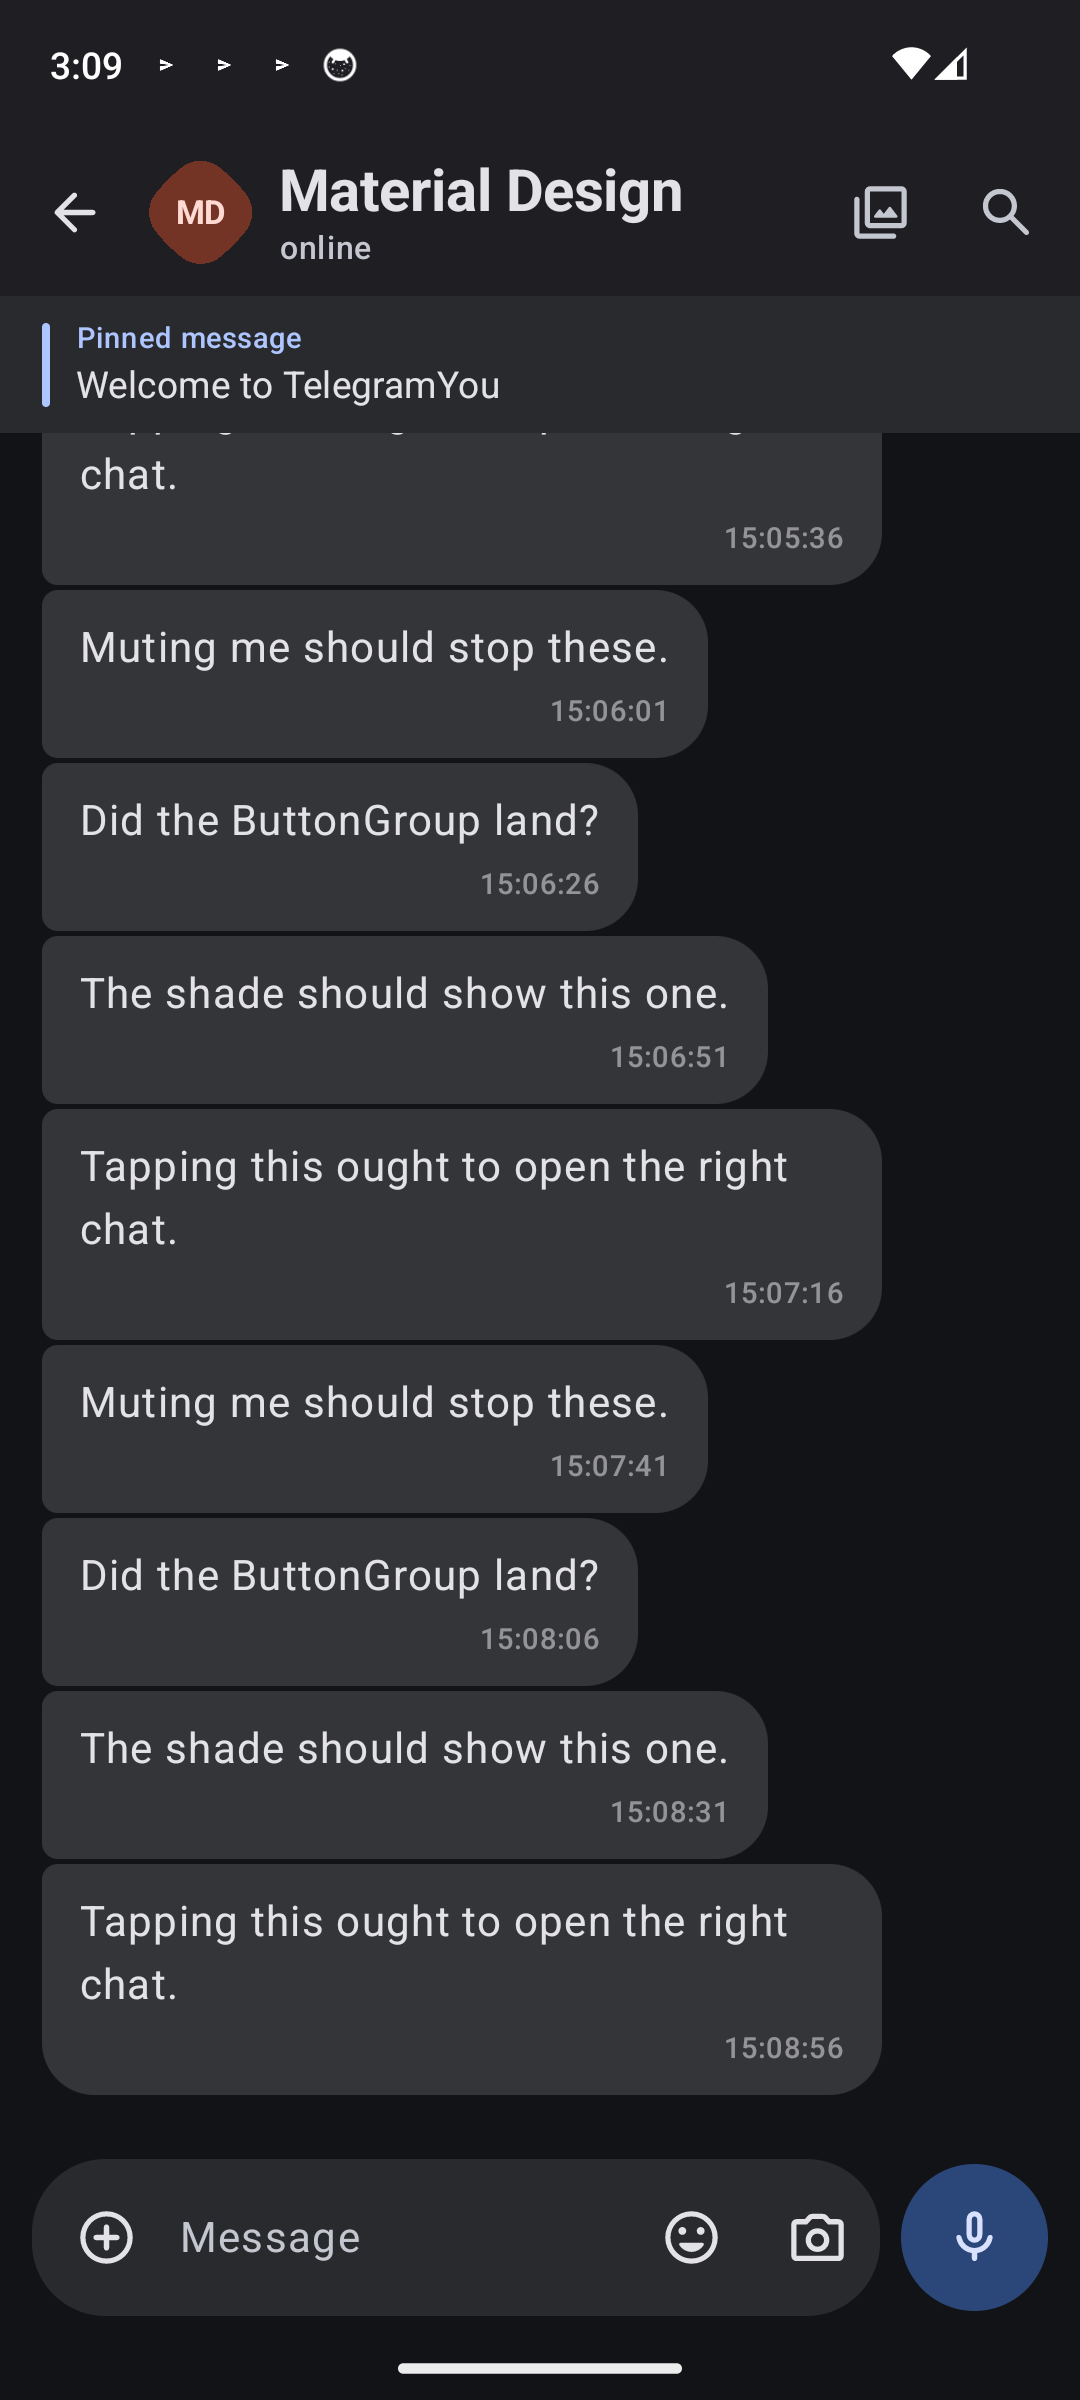 3:09
MD
Material Design
online
Pinned message
Welcome to TelegramYou
chat.
15:05:36
Muting me should stop these.
15:06:01
Did the ButtonGroup land?
15:06:26
The shade should show this one.
15:06:51
Tapping this ought to open the right
chat.
15:07:16
Muting me should stop these.
15:07:41
Did the ButtonGroup land?
15:08:06
The shade should show this one.
15:08:31
Tapping this ought to open the right
chat.
15:08:56
Message